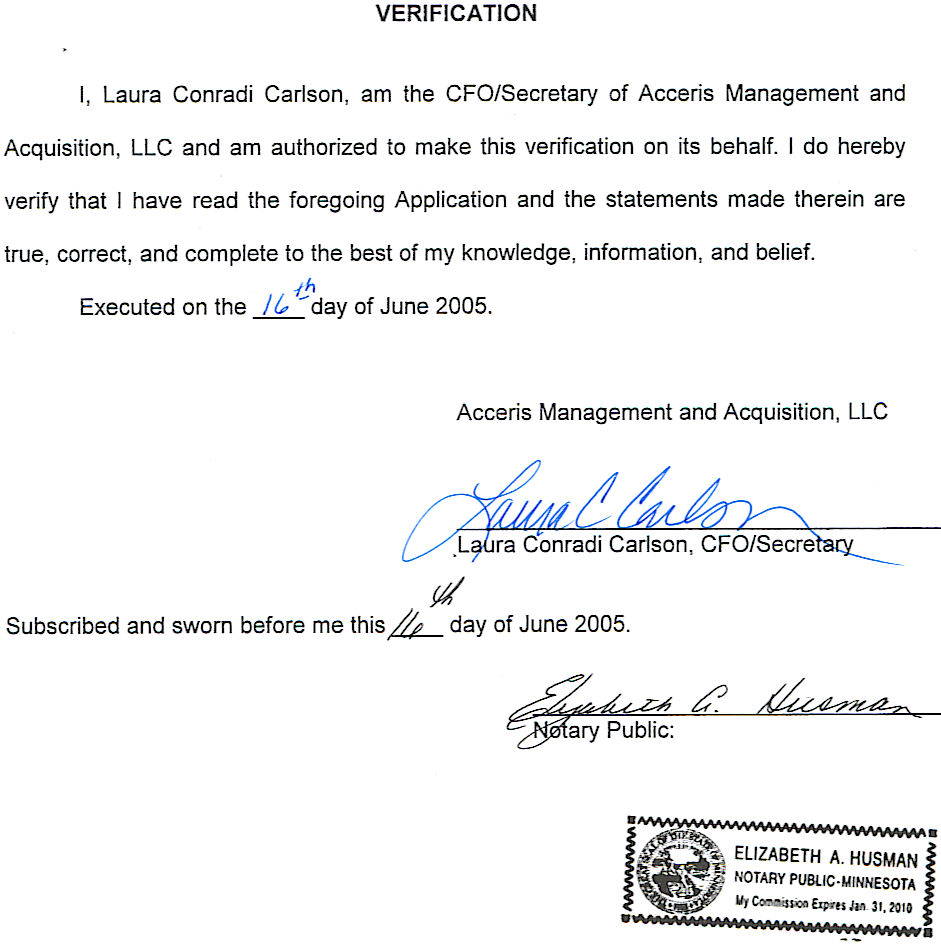 VERIFICATION
I, Laura Conradi Carlson, am the CFO/Secretary of Acceris Management and
Acquisition, LLC and am authorized to make this verification on its behalf. I do hereby
verify that I have read the foregoing Application and the statements made therein are
true, correct, and complete to the best of my knowledge, information, and belief.
Executed on the 16th day of June 2005.
Acceris Management and Acquisition, LLC
Laura C Carlson
Laura Conradi Carlson, CFO/Secretary
Subscribed and sworn before me this 16th day of June 2005.
Elizabeth A. Husman
Notary Public:
ELIZABETH A. HUSMAN
NOTARY PUBLIC-MINNESOTA
My Commission Expires Jan. 31, 2010